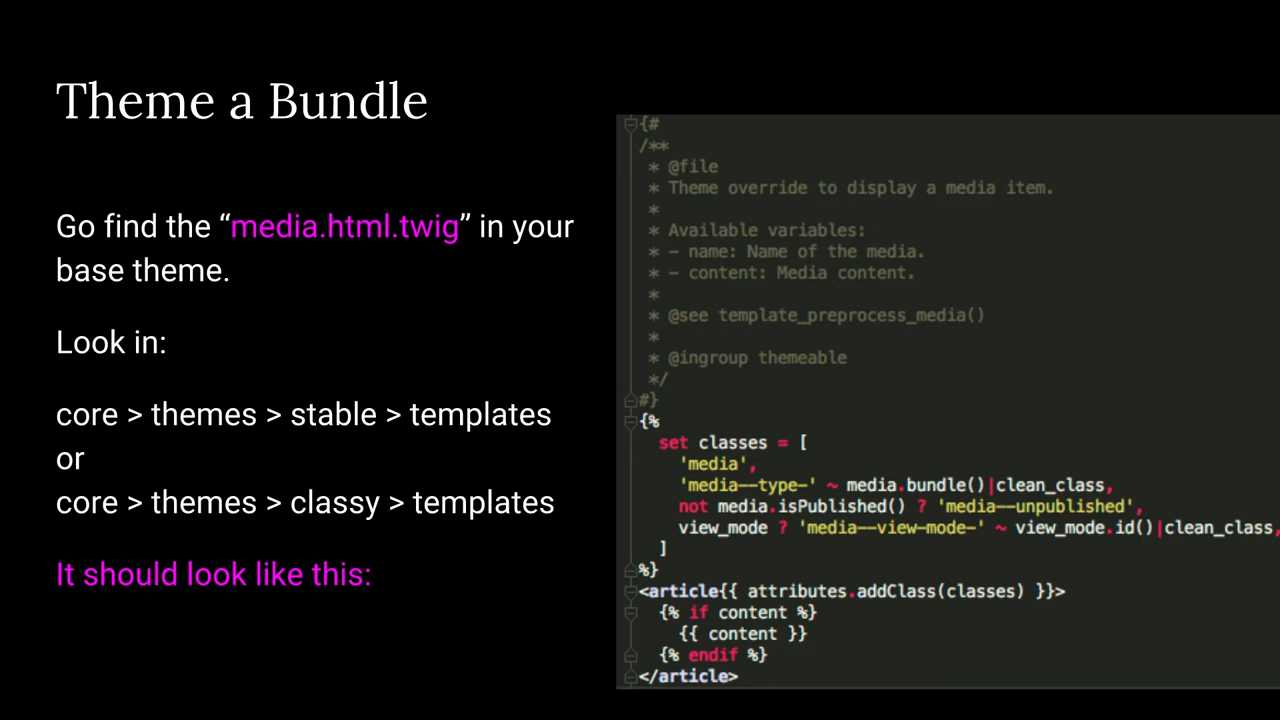 Theme a Bundle
Go find the “media.html.twig” in your
base theme.
Look in:
core > themes > stable > templates
or
core > themes > classy > templates
It should look like this:
{#
/**
 * @file
 * Theme override to display a media item.
 *
 * Available variables:
 * - name: Name of the media.
 * - content: Media content.
 *
 * @see template_preprocess_media()
 *
 * @ingroup themeable
 */
#}
{%
  set classes = [
    'media',
    'media--type-' ~ media.bundle()|clean_class,
    not media.isPublished() ? 'media--unpublished',
    view_mode ? 'media--view-mode-' ~ view_mode.id()|clean_class,
  ]
%}
<article{{ attributes.addClass(classes) }}>
  {% if content %}
    {{ content }}
  {% endif %}
</article>